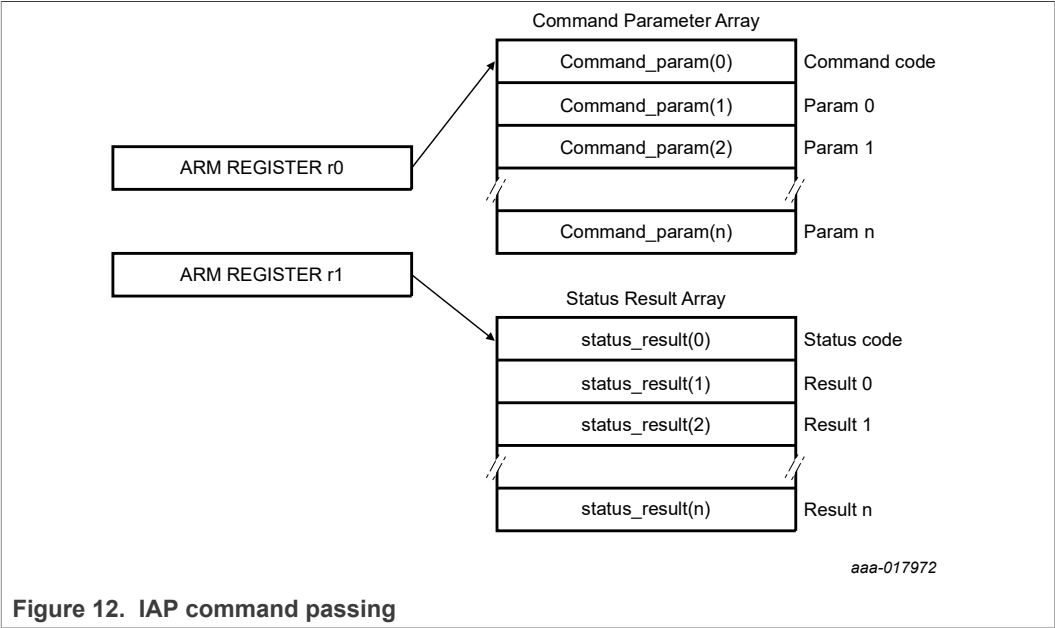 Command Parameter Array
Command_param(0) Command code
Command_param(1) Param 0
Command_param(2) Param 1
ARM REGISTER r0
Command_param(n) Param n
ARM REGISTER r1
Status Result Array
status_result(0) Status code
status_result(1) Result 0
status_result(2) Result 1
status_result(n) Result n
aaa-017972
Figure 12. IAP command passing